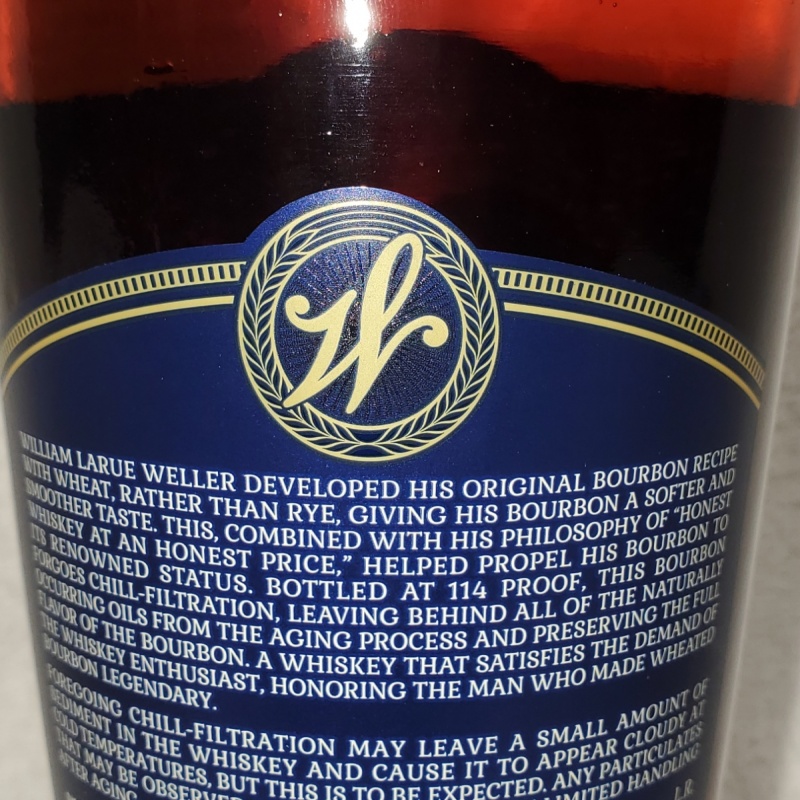 W
WILLIAM LARUE WELLER DEVELOPED HIS ORIGINAL BOURBON RECIPE
WITH WHEAT, RATHER THAN RYE, GIVING HIS BOURBON A SOFTER AND
SMOOTHER TASTE. THIS, COMBINED WITH HIS PHILOSOPHY OF “HONEST
WHISKEY AT AN HONEST PRICE,” HELPED PROPEL HIS BOURBON TO
ITS RENOWNED STATUS. BOTTLED AT 114 PROOF, THIS BOURBON
FORGOES CHILL-FILTRATION, LEAVING BEHIND ALL OF THE NATURALLY
OCCURRING OILS FROM THE AGING PROCESS AND PRESERVING THE FULL
FLAVOR OF THE BOURBON. A WHISKEY THAT SATISFIES THE DEMAND OF
THE WHISKEY ENTHUSIAST, HONORING THE MAN WHO MADE WHEATED
BOURBON LEGENDARY.
FOREGOING CHILL-FILTRATION MAY LEAVE A SMALL AMOUNT OF
SEDIMENT IN THE WHISKEY AND CAUSE IT TO APPEAR CLOUDY AT
COLD TEMPERATURES, BUT THIS IS TO BE EXPECTED. ANY PARTICULATES
THAT MAY BE OBSERVED LIMITED HANDLING
AFTER AGING